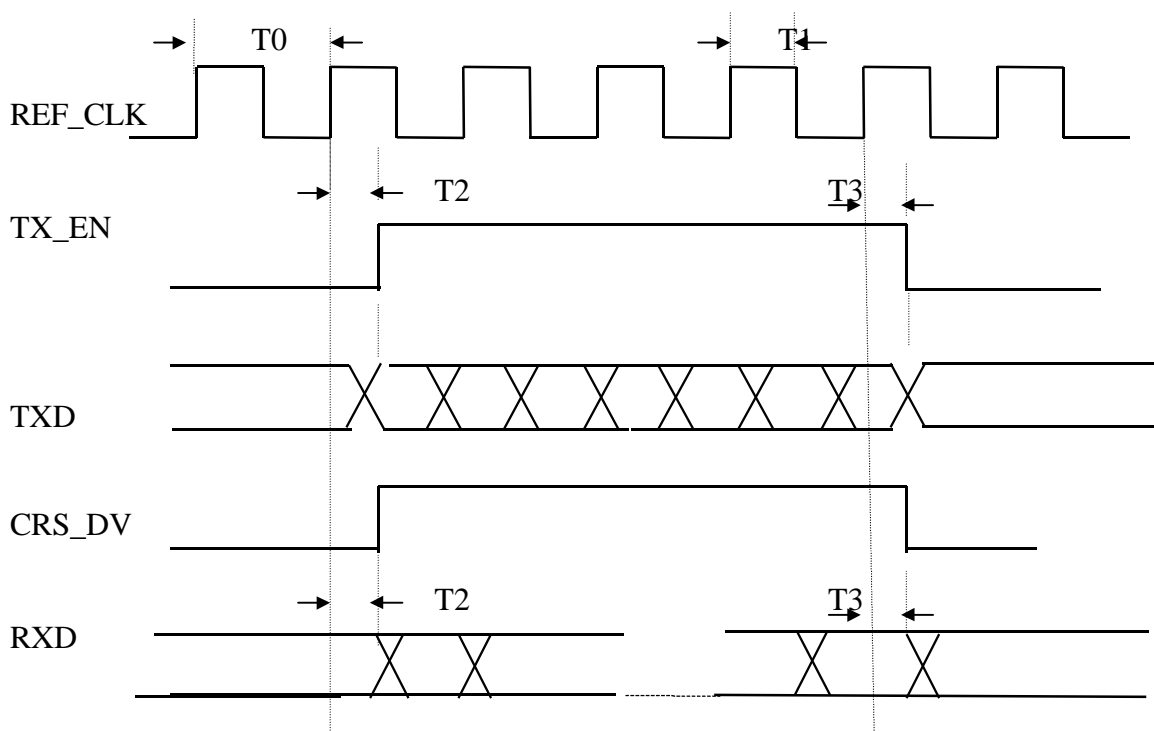 T0 T1
REF_CLK
T2 T3
TX_EN
TXD
CRS_DV
T2 T3
RXD